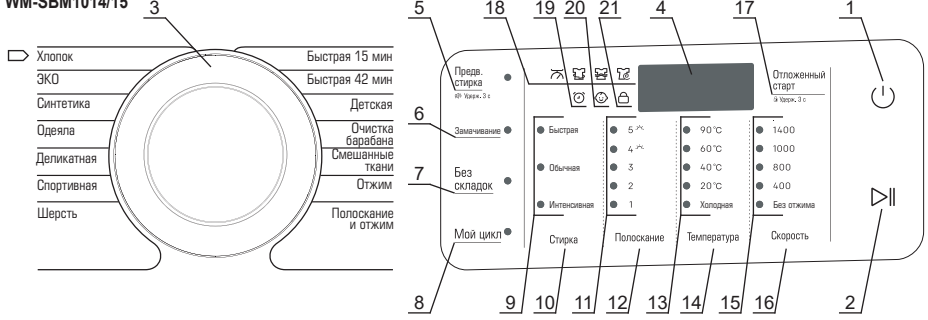 WM-SBM1014/15
3
Хлопок
ЭКО
Синтетика
Одеяла
Деликатная
Спортивная
Шерсть
Быстрая 15 мин
Быстрая 42 мин
Детская
Очистка
барабана
Смешанные
ткани
Отжим
Полоскание
и отжим
5
18
19
20
21
4
17
1
Предв.
стирка
Удерж. 3 с
Отложенный
старт
Удерж. 3 с
6
Замачивание
7
Без
складок
Мой цикл
8
Быстрая
Обычная
Интенсивная
Стирка
5
4
3
2
1
Полоскание
90°C
60°C
40°C
20°C
Холодная
Температура
1400
1000
800
400
Без отжима
Скорость
9
10
11
12
13
14
15
16
2